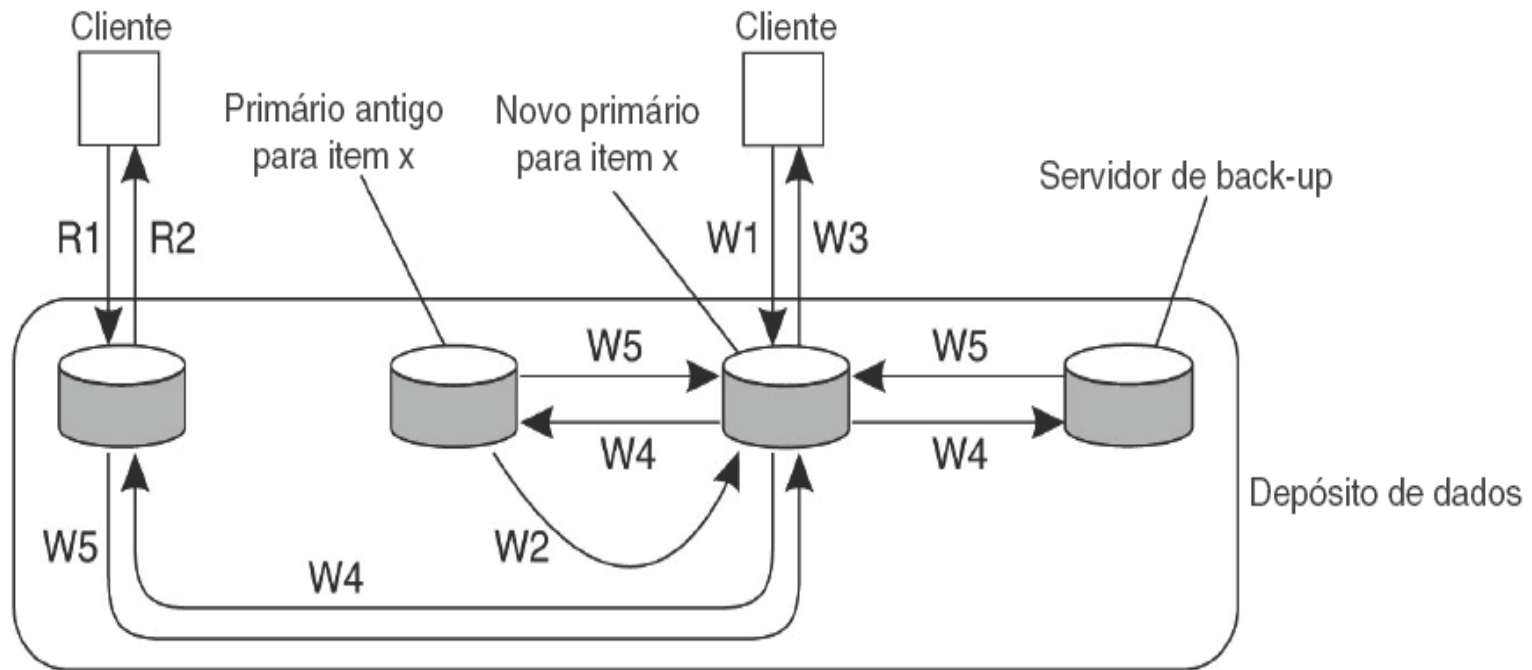 Cliente
Cliente
Primário antigo
para item x
Novo primário
para item x
Servidor de back-up
R1
R2
W1
W3
W5
W5
W4
W4
Depósito de dados
W5
W2
W4